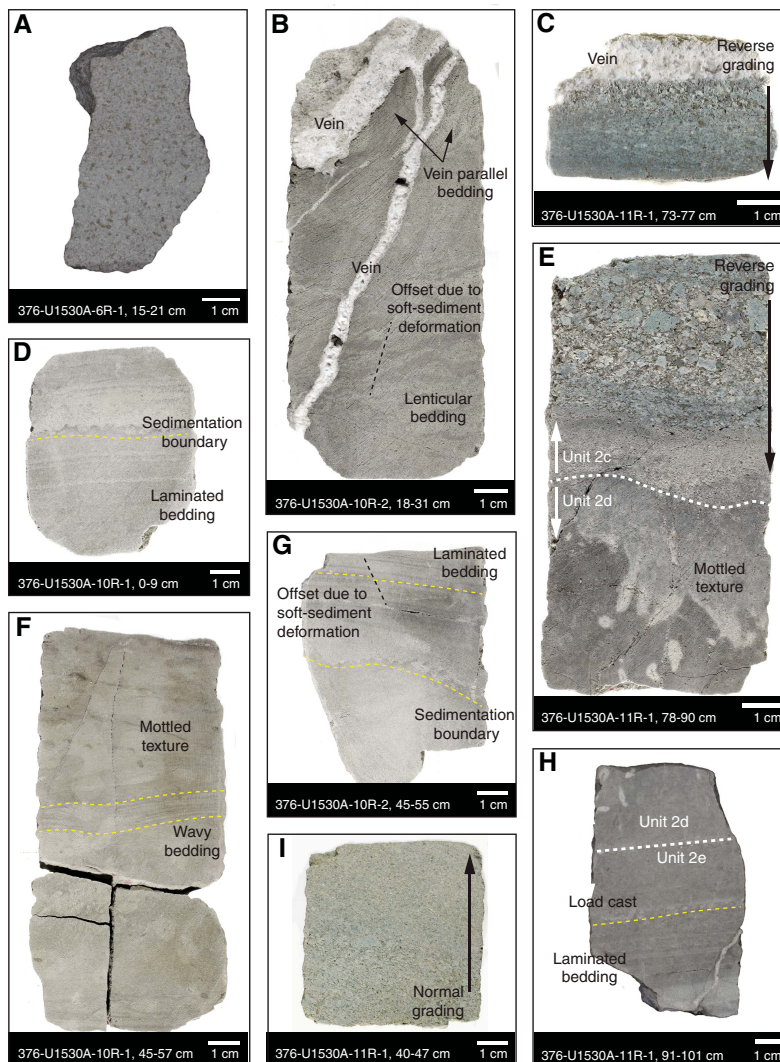 A
376-U1530A-6R-1, 15-21 cm
1 cm
B
Vein
Vein parallel
bedding
Vein
Offset due to
soft-sediment
deformation
Lenticular
bedding
376-U1530A-10R-2, 18-31 cm
1 cm
C
Vein
Reverse
grading
376-U1530A-11R-1, 73-77 cm
1 cm
D
Sedimentation
boundary
Laminated
bedding
376-U1530A-10R-1, 0-9 cm
1 cm
E
Reverse
grading
Unit 2c
Unit 2d
Mottled
texture
376-U1530A-11R-1, 78-90 cm
1 cm
F
Mottled
texture
Wavy
bedding
376-U1530A-10R-1, 45-57 cm
1 cm
G
Laminated
bedding
Offset due to
soft-sediment
deformation
Sedimentation
boundary
376-U1530A-10R-2, 45-55 cm
1 cm
H
Unit 2d
Unit 2e
Load cast
Laminated
bedding
376-U1530A-11R-1, 91-101 cm
1 cm
I
Normal
grading
376-U1530A-11R-1, 40-47 cm
1 cm